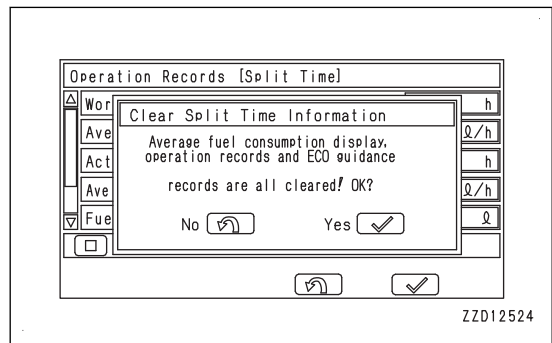 Operation Records [Split Time]
Wor h
Clear Split Time Information
Ave ℓ/h
Average fuel consumption display,
operation records and ECO guidance
Act h
records are all cleared! OK?
Ave ℓ/h
Fue ℓ
No Yes
ZZD12524